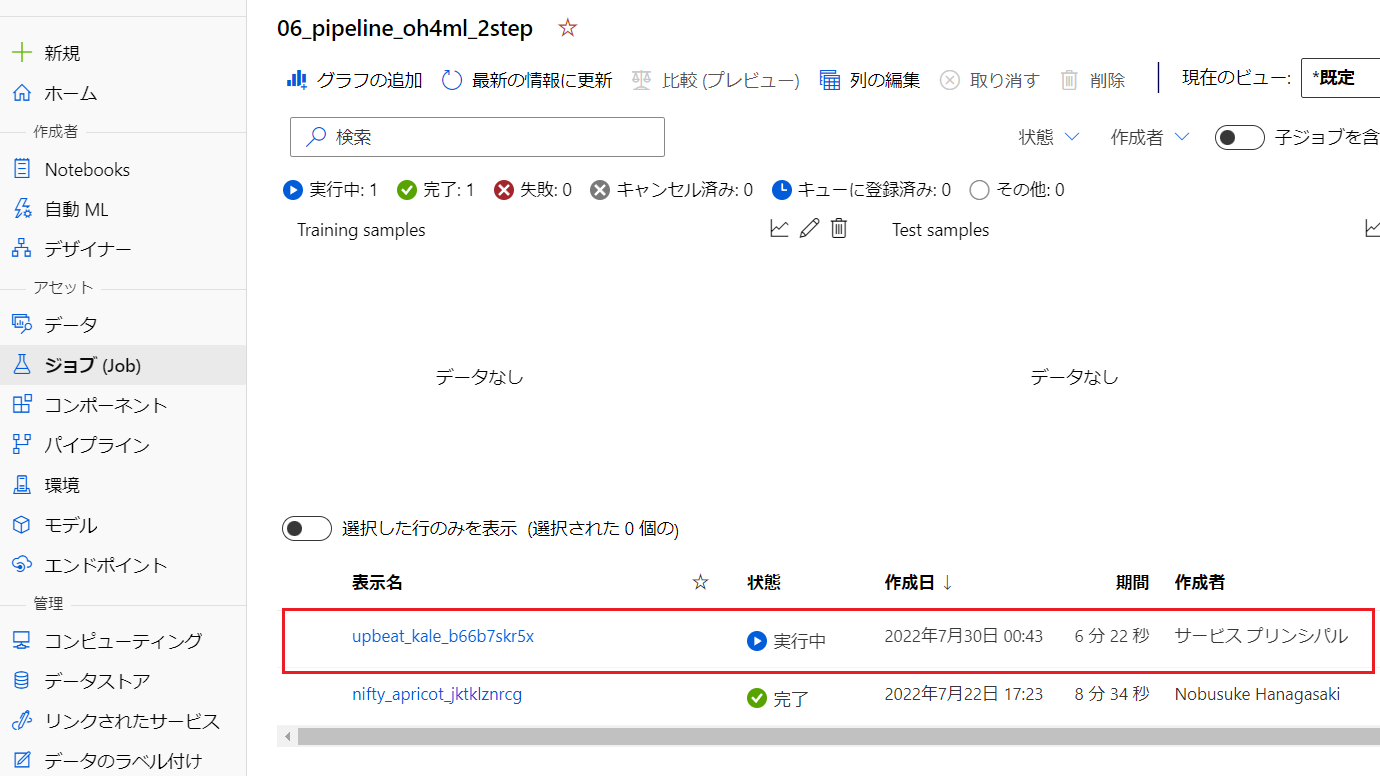 06_pipeline_oh4ml_2step
新規
ホーム
作成者
Notebooks
自動 ML
デザイナー
アセット
データ
ジョブ (Job)
コンポーネント
パイプライン
環境
モデル
エンドポイント
管理
コンピューティング
データストア
リンクされたサービス
データのラベル付け
グラフの追加 最新の情報に更新 比較 (プレビュー) 列の編集 取り消す 削除 現在のビュー: *既定
検索 状態 作成者 子ジョブを含
実行中: 1 完了: 1 失敗: 0 キャンセル済み: 0 キューに登録済み: 0 その他: 0
Training samples Test samples
データなし データなし
選択した行のみを表示 (選択された 0 個の)
表示名 状態 作成日 ↓ 期間 作成者
upbeat_kale_b66b7skr5x 実行中 2022年7月30日 00:43 6 分 22 秒 サービス プリンシパル
nifty_apricot_jktklznrcg 完了 2022年7月22日 17:23 8 分 34 秒 Nobusuke Hanagasaki